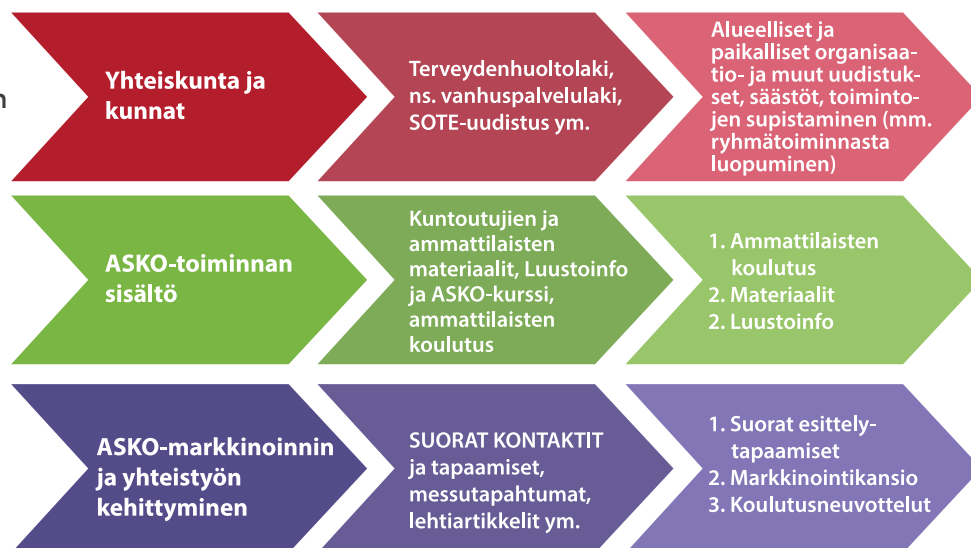 n
Yhteiskunta ja
kunnat
Terveydenhuoltolaki,
ns. vanhuspalvelulaki,
SOTE-uudistus ym.
Alueelliset ja
paikalliset organisaa-
tio- ja muut uudistuk-
set, säästöt, toiminto-
jen supistaminen (mm.
ryhmätoiminnasta
luopuminen)
ASKO-toiminnan
sisältö
Kuntoutujien ja
ammattilaisten
materiaalit, Luustoinfo
ja ASKO-kurssi,
ammattilaisten
koulutus
1. Ammattilaisten
koulutus
2. Materiaalit
2. Luustoinfo
ASKO-markkinoinnin
ja yhteistyön
kehittyminen
SUORAT KONTAKTIT
ja tapaamiset,
messutapahtumat,
lehtiartikkelit ym.
1. Suorat esittely-
tapaamiset
2. Markkinointikansio
3. Koulutusneuvottelut